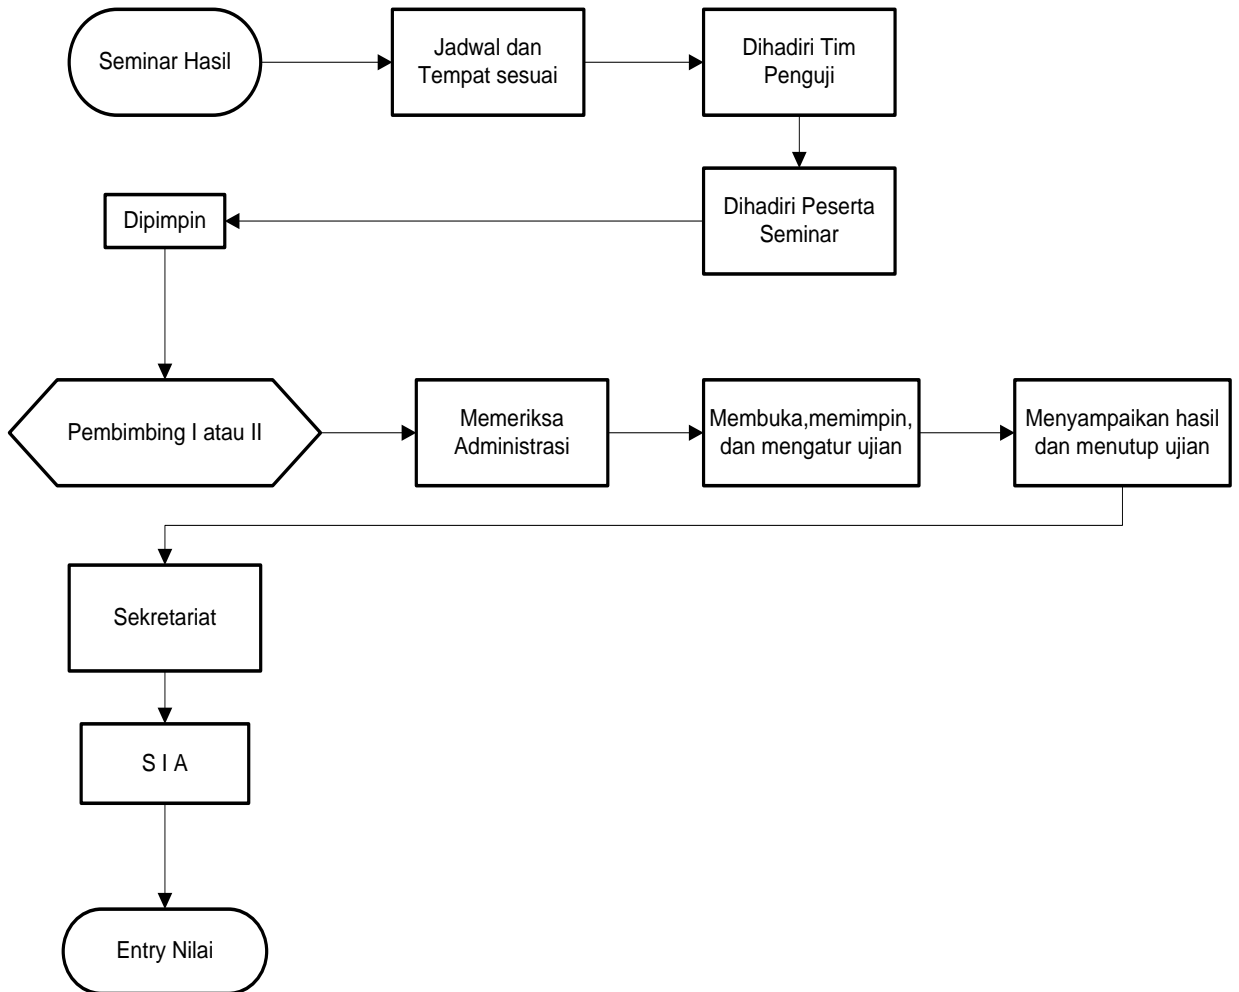 Seminar Hasil
Jadwal dan
Tempat sesuai
Dihadiri Tim
Penguji
Dihadiri Peserta
Seminar
Dipimpin
Pembimbing I atau II
Memeriksa
Administrasi
Membuka,memimpin,
dan mengatur ujian
Menyampaikan hasil
dan menutup ujian
Sekretariat
S I A
Entry Nilai